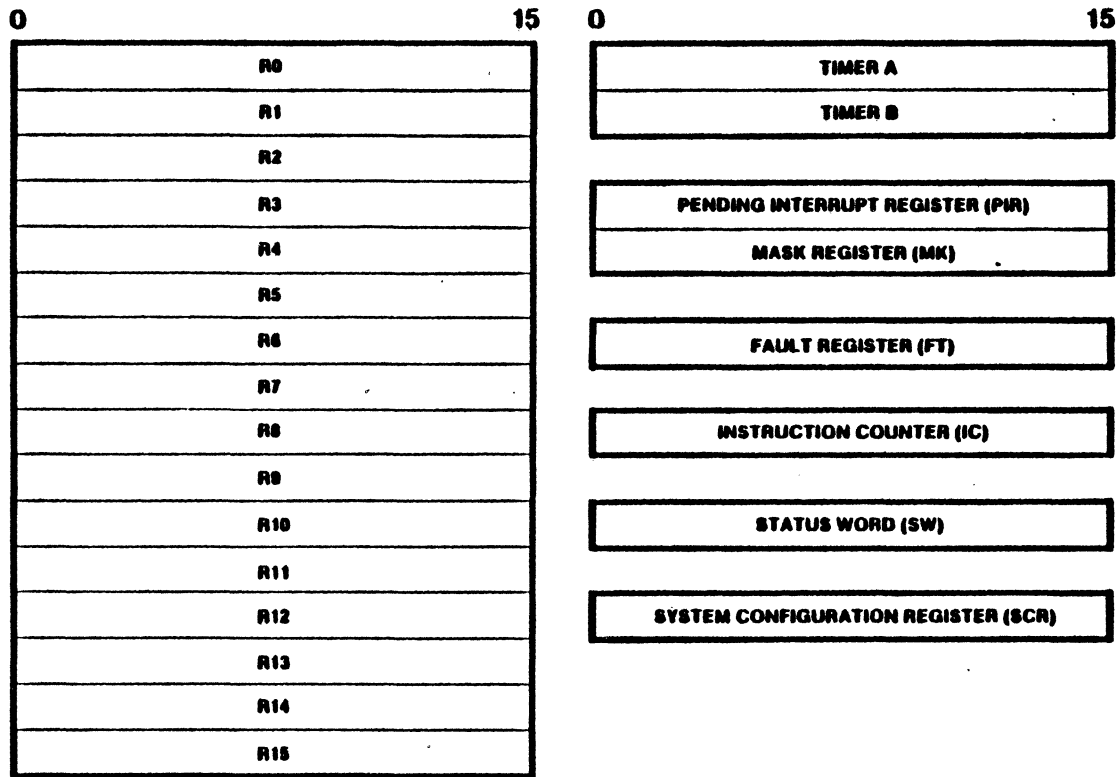 0 15
R0
R1
R2
R3
R4
R5
R6
R7
R8
R9
R10
R11
R12
R13
R14
R15
0 15
TIMER A
TIMER B
PENDING INTERRUPT REGISTER (PIR)
MASK REGISTER (MK)
FAULT REGISTER (FT)
INSTRUCTION COUNTER (IC)
STATUS WORD (SW)
SYSTEM CONFIGURATION REGISTER (SCR)